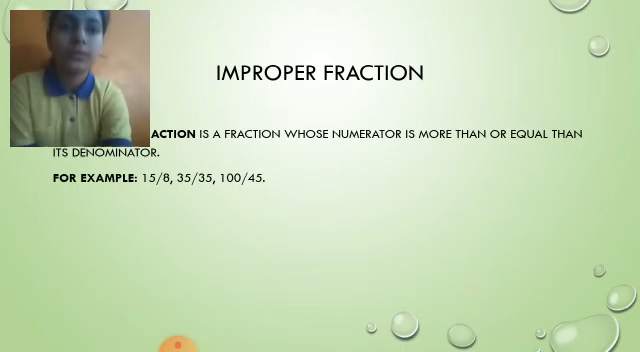 IMPROPER FRACTION
ACTION IS A FRACTION WHOSE NUMERATOR IS MORE THAN OR EQUAL THAN
ITS DENOMINATOR.
FOR EXAMPLE: 15/8, 35/35, 100/45.